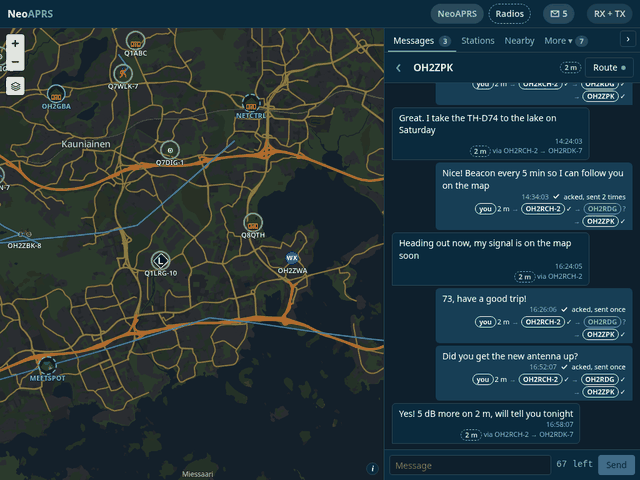 NeoAPRS
NeoAPRS
Radios
5
RX + TX
+
−
Q1ABC
Q7WLK-7
OH2GBA
NETCTRL
Kauniainen
Q7DIG-1
N-7
OH2ZBK-8
Q8QTH
Q1LRG-10
WX
OH2ZWA
MEETSPOT
Miessaari
i
Messages 3
Stations
Nearby
More ▾ 7
›
OH2ZPK
2 m
Route
you 2 m → OH2RCH-2 ✓ → OH2RDG ✓
→ OH2ZPK ✓
Great. I take the TH-D74 to the lake on
Saturday
14:24:03
2 m via OH2RCH-2 → OH2RDK-7
Nice! Beacon every 5 min so I can follow you
on the map
14:34:03 ✓ acked, sent 2 times
you 2 m → OH2RCH-2 ✓ → OH2RDG ?
→ OH2ZPK ✓
Heading out now, my signal is on the map
soon
16:24:05
2 m via OH2RCH-2
73, have a good trip!
16:26:06 ✓ acked, sent once
you 2 m → OH2RCH-2 ✓ → OH2RDG ?
→ OH2ZPK ✓
Did you get the new antenna up?
16:52:07 ✓ acked, sent once
you 2 m → OH2RCH-2 ✓ → OH2RDG ✓
→ OH2ZPK ✓
Yes! 5 dB more on 2 m, will tell you tonight
16:58:07
2 m via OH2RCH-2 → OH2RDK-7
Message
67 left
Send